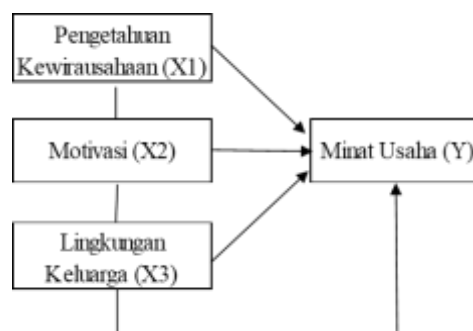 Pengetahuan
Kewirausahaan (X1)
Motivasi (X2)
Minat Usaha (Y)
Lingkungan
Keluarga (X3)